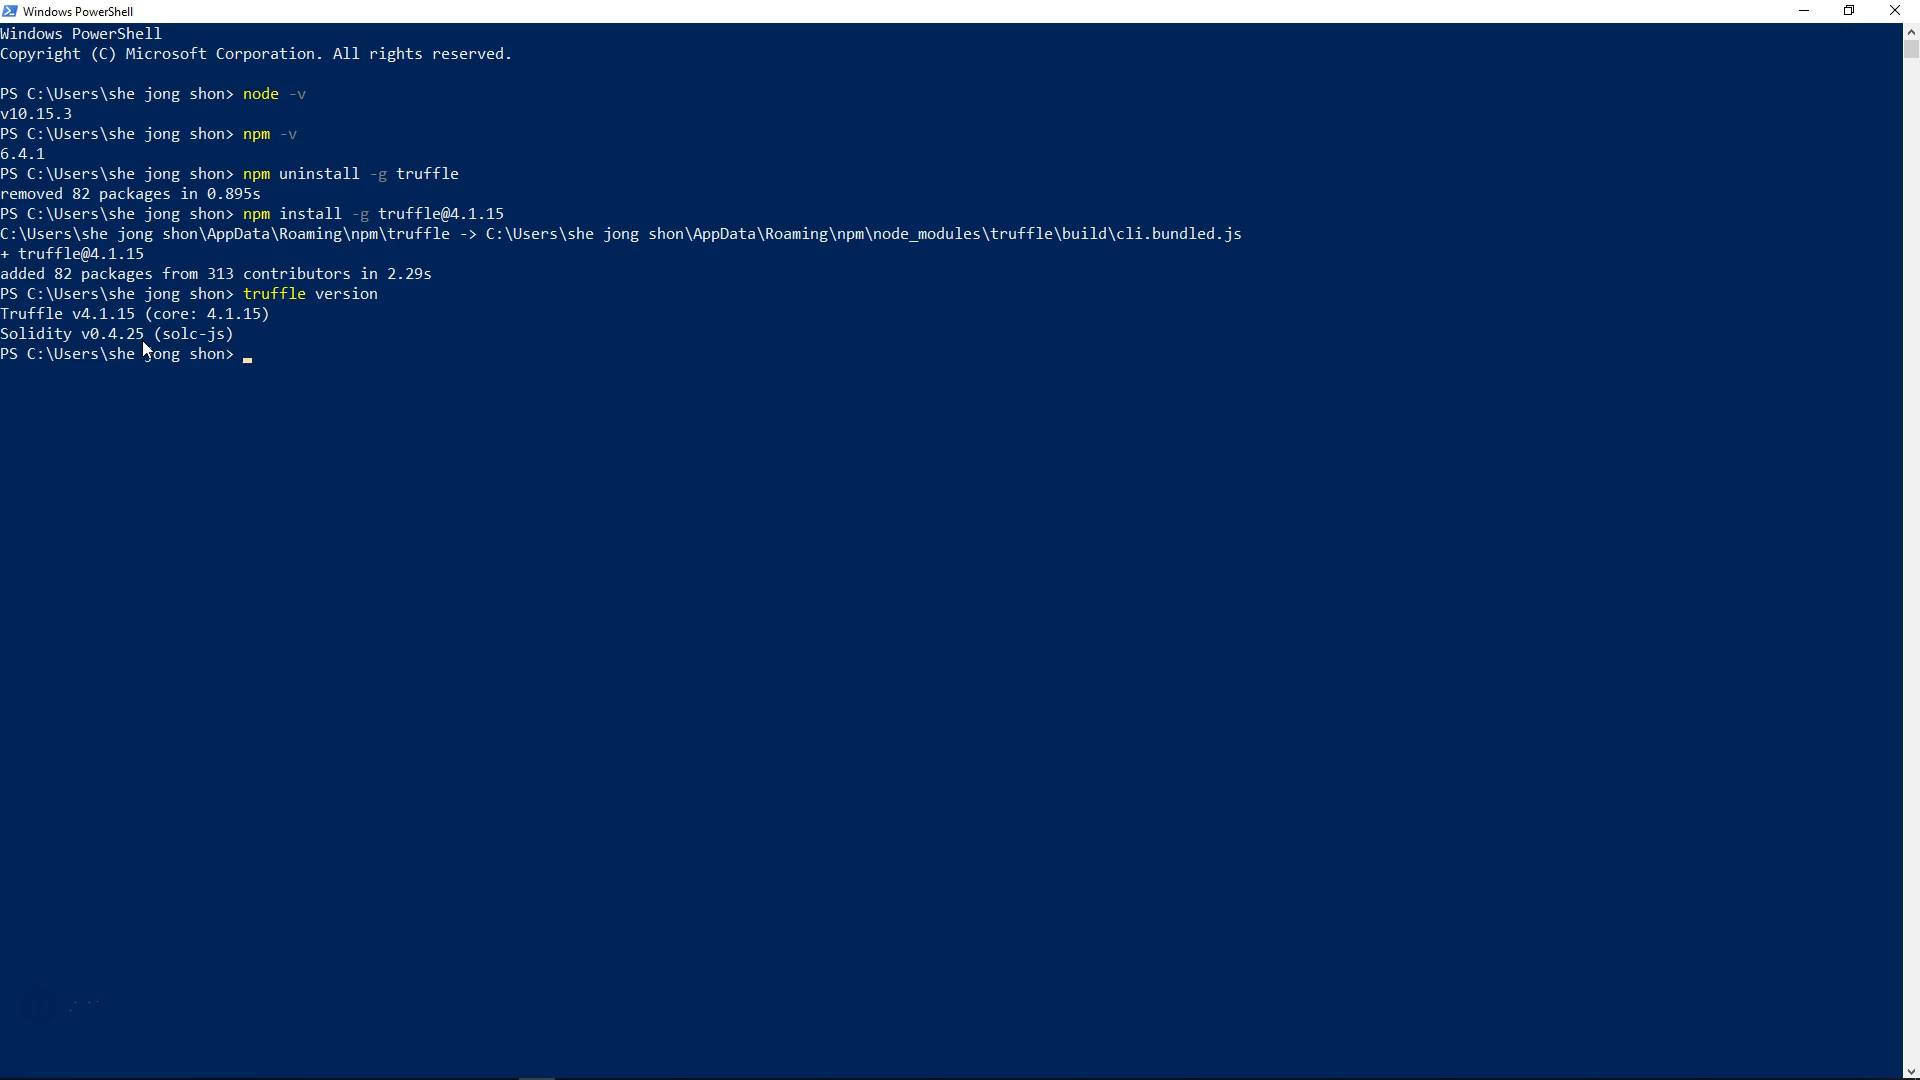 Windows PowerShell
Windows PowerShell
Copyright (C) Microsoft Corporation. All rights reserved.
PS C:\Users\she jong shon> node -v
v10.15.3
PS C:\Users\she jong shon> npm -v
6.4.1
PS C:\Users\she jong shon> npm uninstall -g truffle
removed 82 packages in 0.895s
PS C:\Users\she jong shon> npm install -g truffle@4.1.15
C:\Users\she jong shon\AppData\Roaming\npm\truffle -> C:\Users\she jong shon\AppData\Roaming\npm\node_modules\truffle\build\cli.bundled.js
+ truffle@4.1.15
added 82 packages from 313 contributors in 2.29s
PS C:\Users\she jong shon> truffle version
Truffle v4.1.15 (core: 4.1.15)
Solidity v0.4.25 (solc-js)
PS C:\Users\she jong shon>